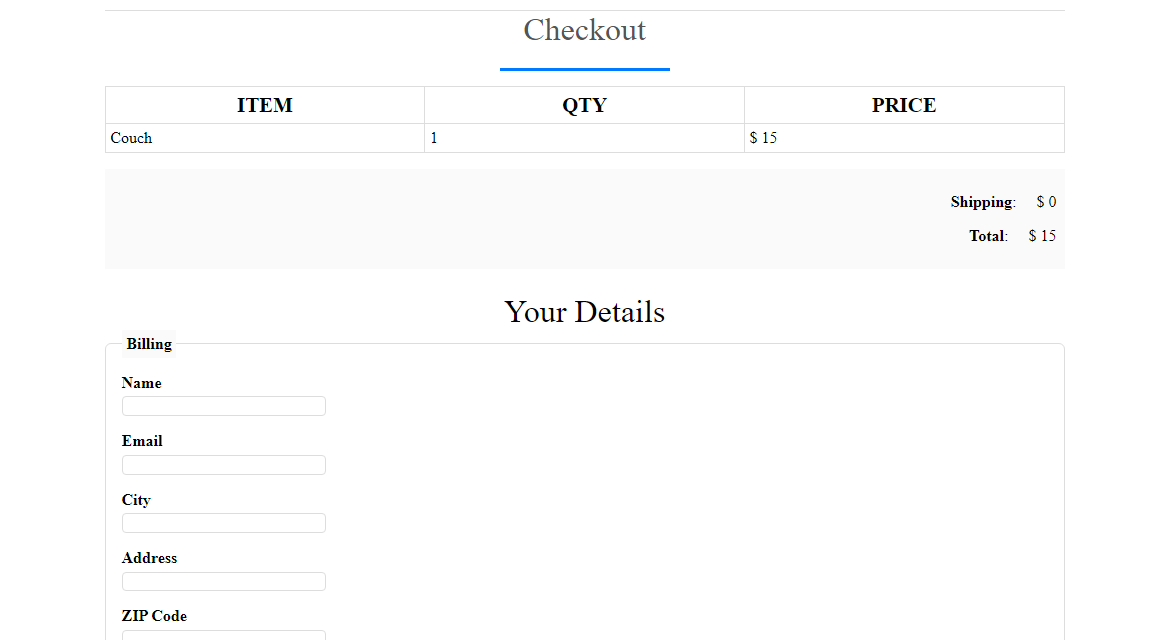 Checkout
ITEM QTY PRICE
Couch 1 $ 15
Shipping: $ 0
Total: $ 15
Your Details
Billing
Name
Email
City
Address
ZIP Code